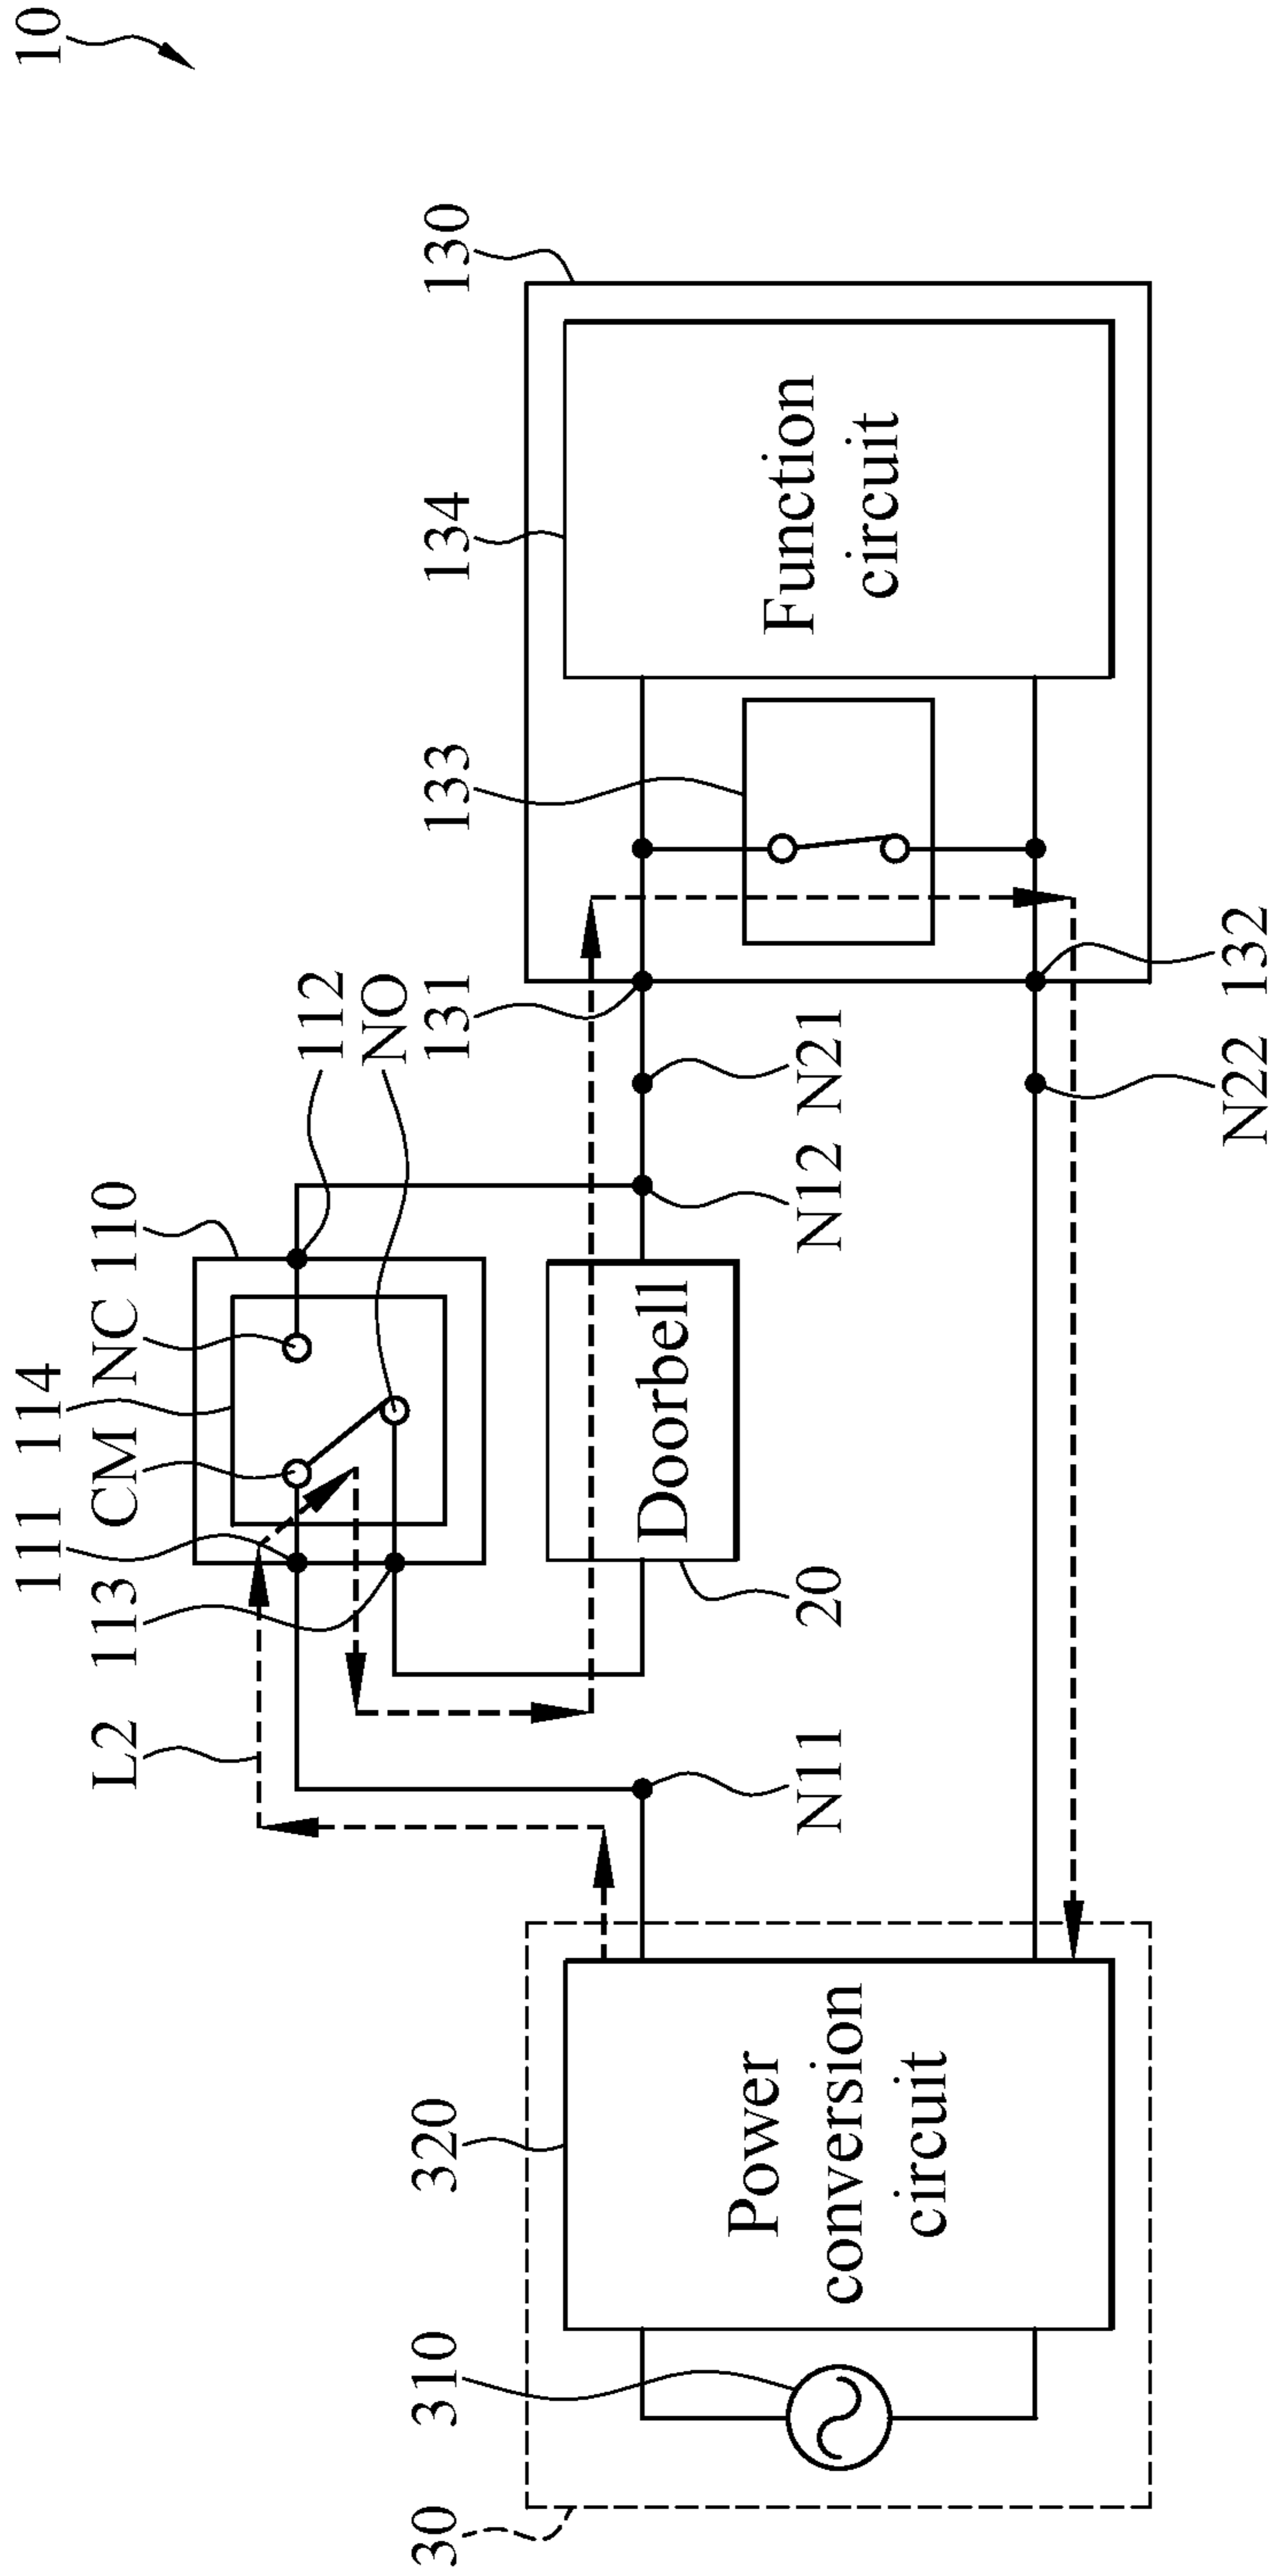 10
130
134
133
112
NO
131
110
NC
114
CM
111
113
L2
Doorbell
20
N12
N21
N11
N22
132
Function
circuit
320
310
30
Power
conversion
circuit